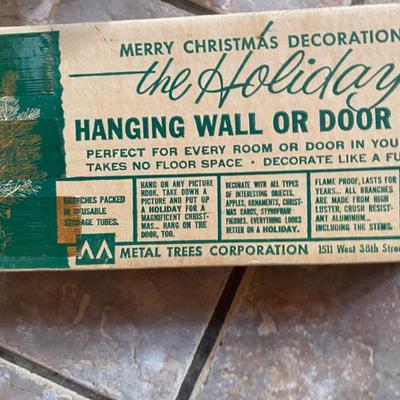 MERRY CHRISTMAS DECORATION
the Holiday
HANGING WALL OR DOOR
PERFECT FOR EVERY ROOM OR DOOR IN YOU
TAKES NO FLOOR SPACE · DECORATE LIKE A FU
BRANCHES PACKED
IN REUSABLE
STORAGE TUBES.
HANG ON ANY PICTURE
HOOK. TAKE DOWN A
PICTURE AND PUT UP
A HOLIDAY FOR A
MAGNIFICENT CHRIST-
MAS... HANG ON THE
DOOR, TOO.
DECORATE WITH ALL TYPES
OF INTERESTING OBJECTS,
APPLES, ORNAMENTS, CHRIST-
MAS CARDS, STYROFOAM
FIGURES. EVERYTHING LOOKS
BETTER ON A HOLIDAY.
FLAME PROOF, LASTS FOR
YEARS... ALL BRANCHES
ARE MADE FROM HIGH
LUSTER, CRUSH RESIST-
ANT ALUMINUM...
INCLUDING THE STEMS.
METAL TREES CORPORATION 1511 West 38th Stree